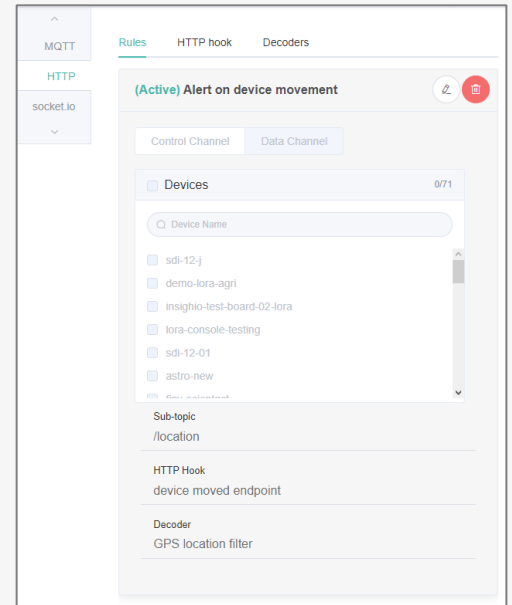 MQTT
HTTP
socket.io
Rules HTTP hook Decoders
(Active) Alert on device movement
Control Channel Data Channel
Devices 0/71
Device Name
sdi-12-j
demo-lora-agri
insighio-test-board-02-lora
lora-console-testing
sdi-12-01
astro-new
Sub-topic
/location
HTTP Hook
device moved endpoint
Decoder
GPS location filter